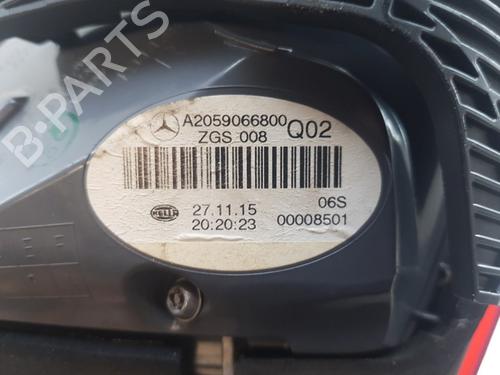 B-PARTS
A2059066800
ZGS 008 Q02
HELLA 27.11.15 06S
20:20:23 00008501